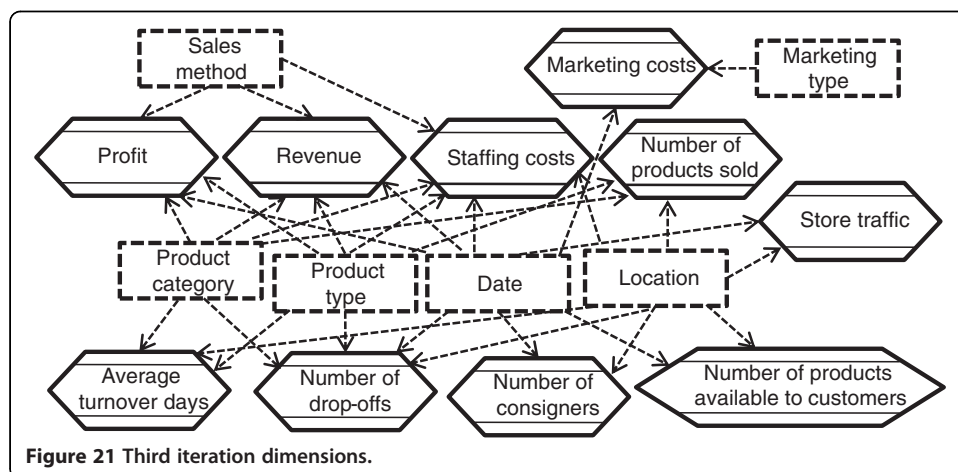 Sales
method
Marketing costs
Marketing
type
Profit
Revenue
Staffing costs
Number of
products sold
Store traffic
Product
category
Product
type
Date
Location
Average
turnover days
Number of
drop-offs
Number of
consigners
Number of products
available to customers
Figure 21 Third iteration dimensions.